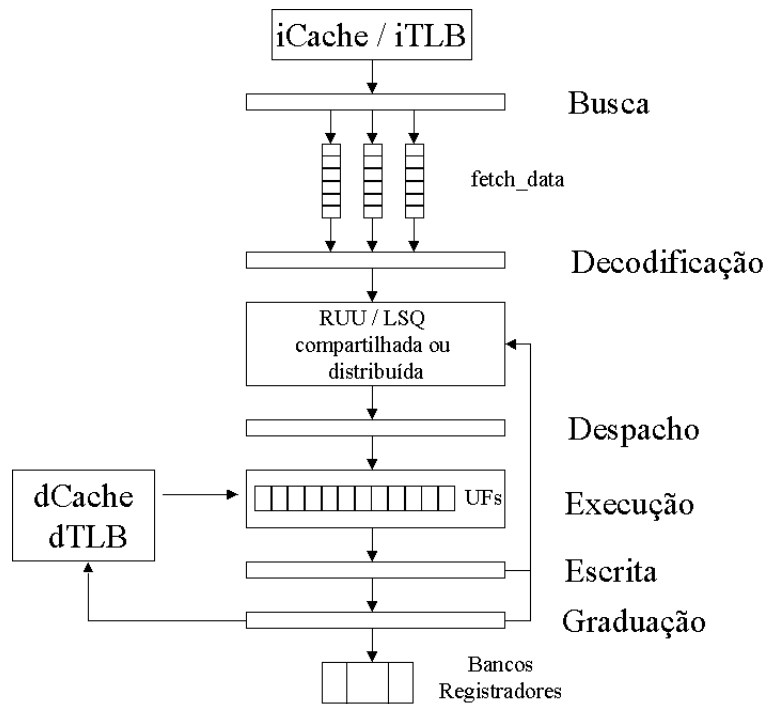 iCache / iTLB
Busca
fetch_data
Decodificação
RUU / LSQ
compartilhada ou
distribuída
Despacho
dCache
dTLB
UFs
Execução
Escrita
Graduação
Bancos
Registradores